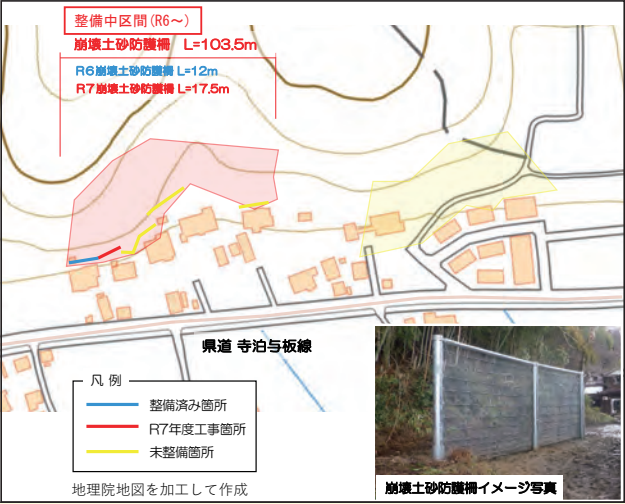 整備中区間(R6～)
崩壊土砂防護柵 L=103.5m
R6崩壊土砂防護柵 L=12m
R7崩壊土砂防護柵 L=17.5m
県道 寺泊与板線
凡 例
整備済み箇所
R7年度工事箇所
未整備箇所
地理院地図を加工して作成
崩壊土砂防護柵イメージ写真